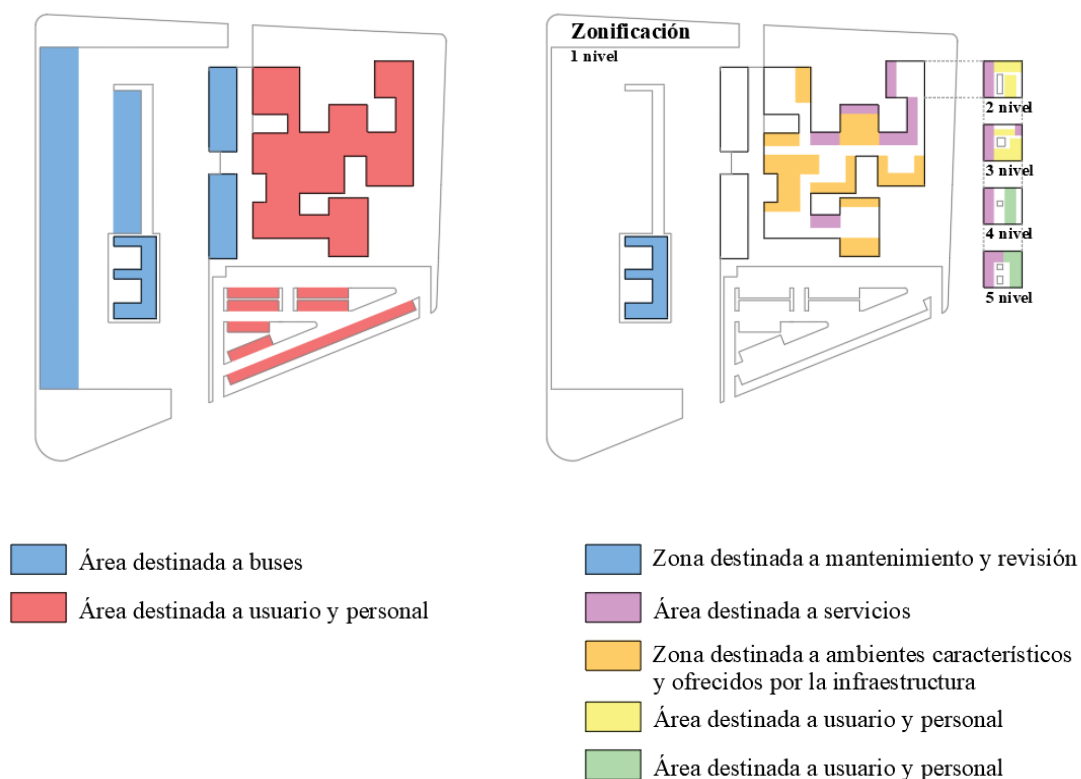 Zonificación
1 nivel
2 nivel
3 nivel
4 nivel
5 nivel
Área destinada a buses
Área destinada a usuario y personal
Zona destinada a mantenimiento y revisión
Área destinada a servicios
Zona destinada a ambientes característicos
y ofrecidos por la infraestructura
Área destinada a usuario y personal
Área destinada a usuario y personal